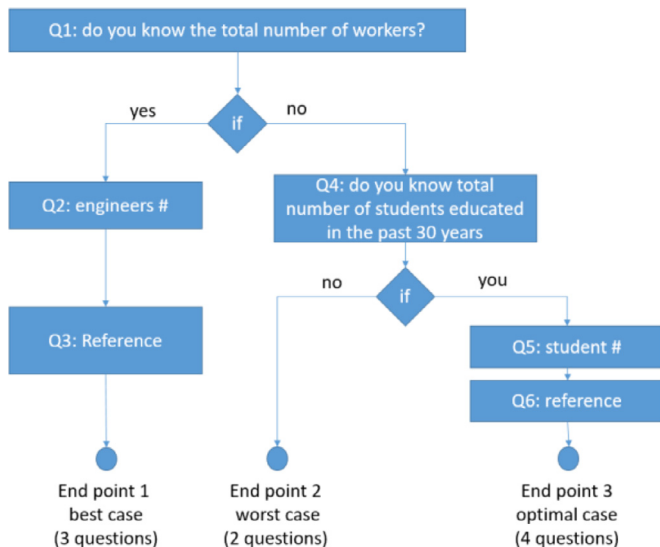 Q1: do you know the total number of workers?
if
yes
no
Q2: engineers #
Q4: do you know total
number of students educated
in the past 30 years
if
no
you
Q3: Reference
Q5: student #
Q6: reference
End point 1
best case
(3 questions)
End point 2
worst case
(2 questions)
End point 3
optimal case
(4 questions)